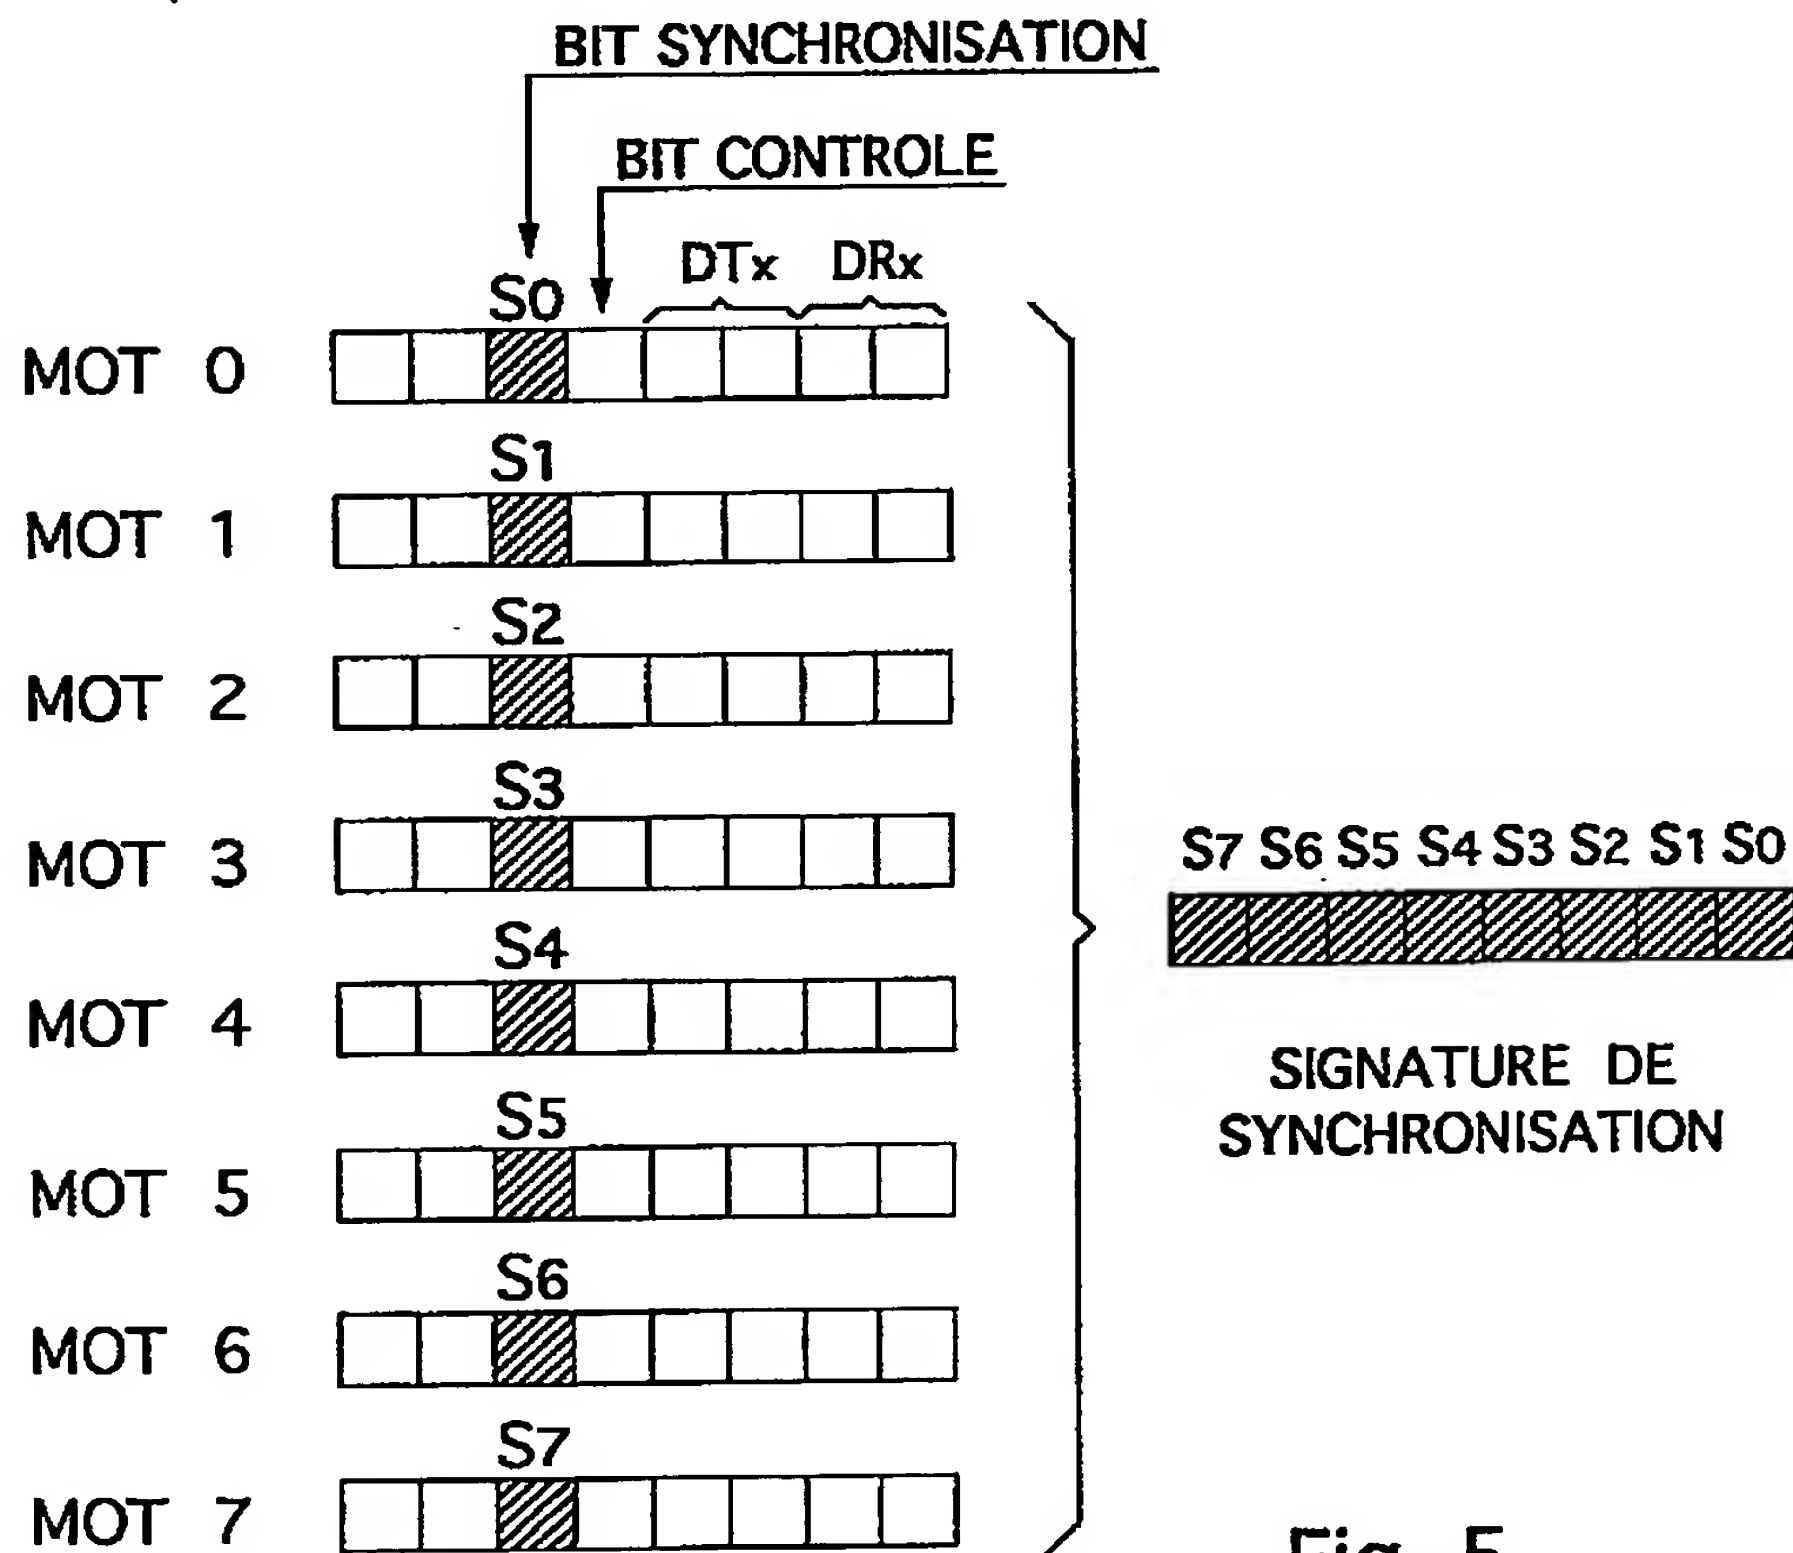 BIT SYNCHRONISATION
BIT CONTROLE
DTx DRx
S0
MOT 0
S1
MOT 1
S2
MOT 2
S3
MOT 3
S7 S6 S5 S4 S3 S2 S1 S0
S4
MOT 4
SIGNATURE DE
SYNCHRONISATION
S5
MOT 5
S6
MOT 6
S7
MOT 7
Fig. 5